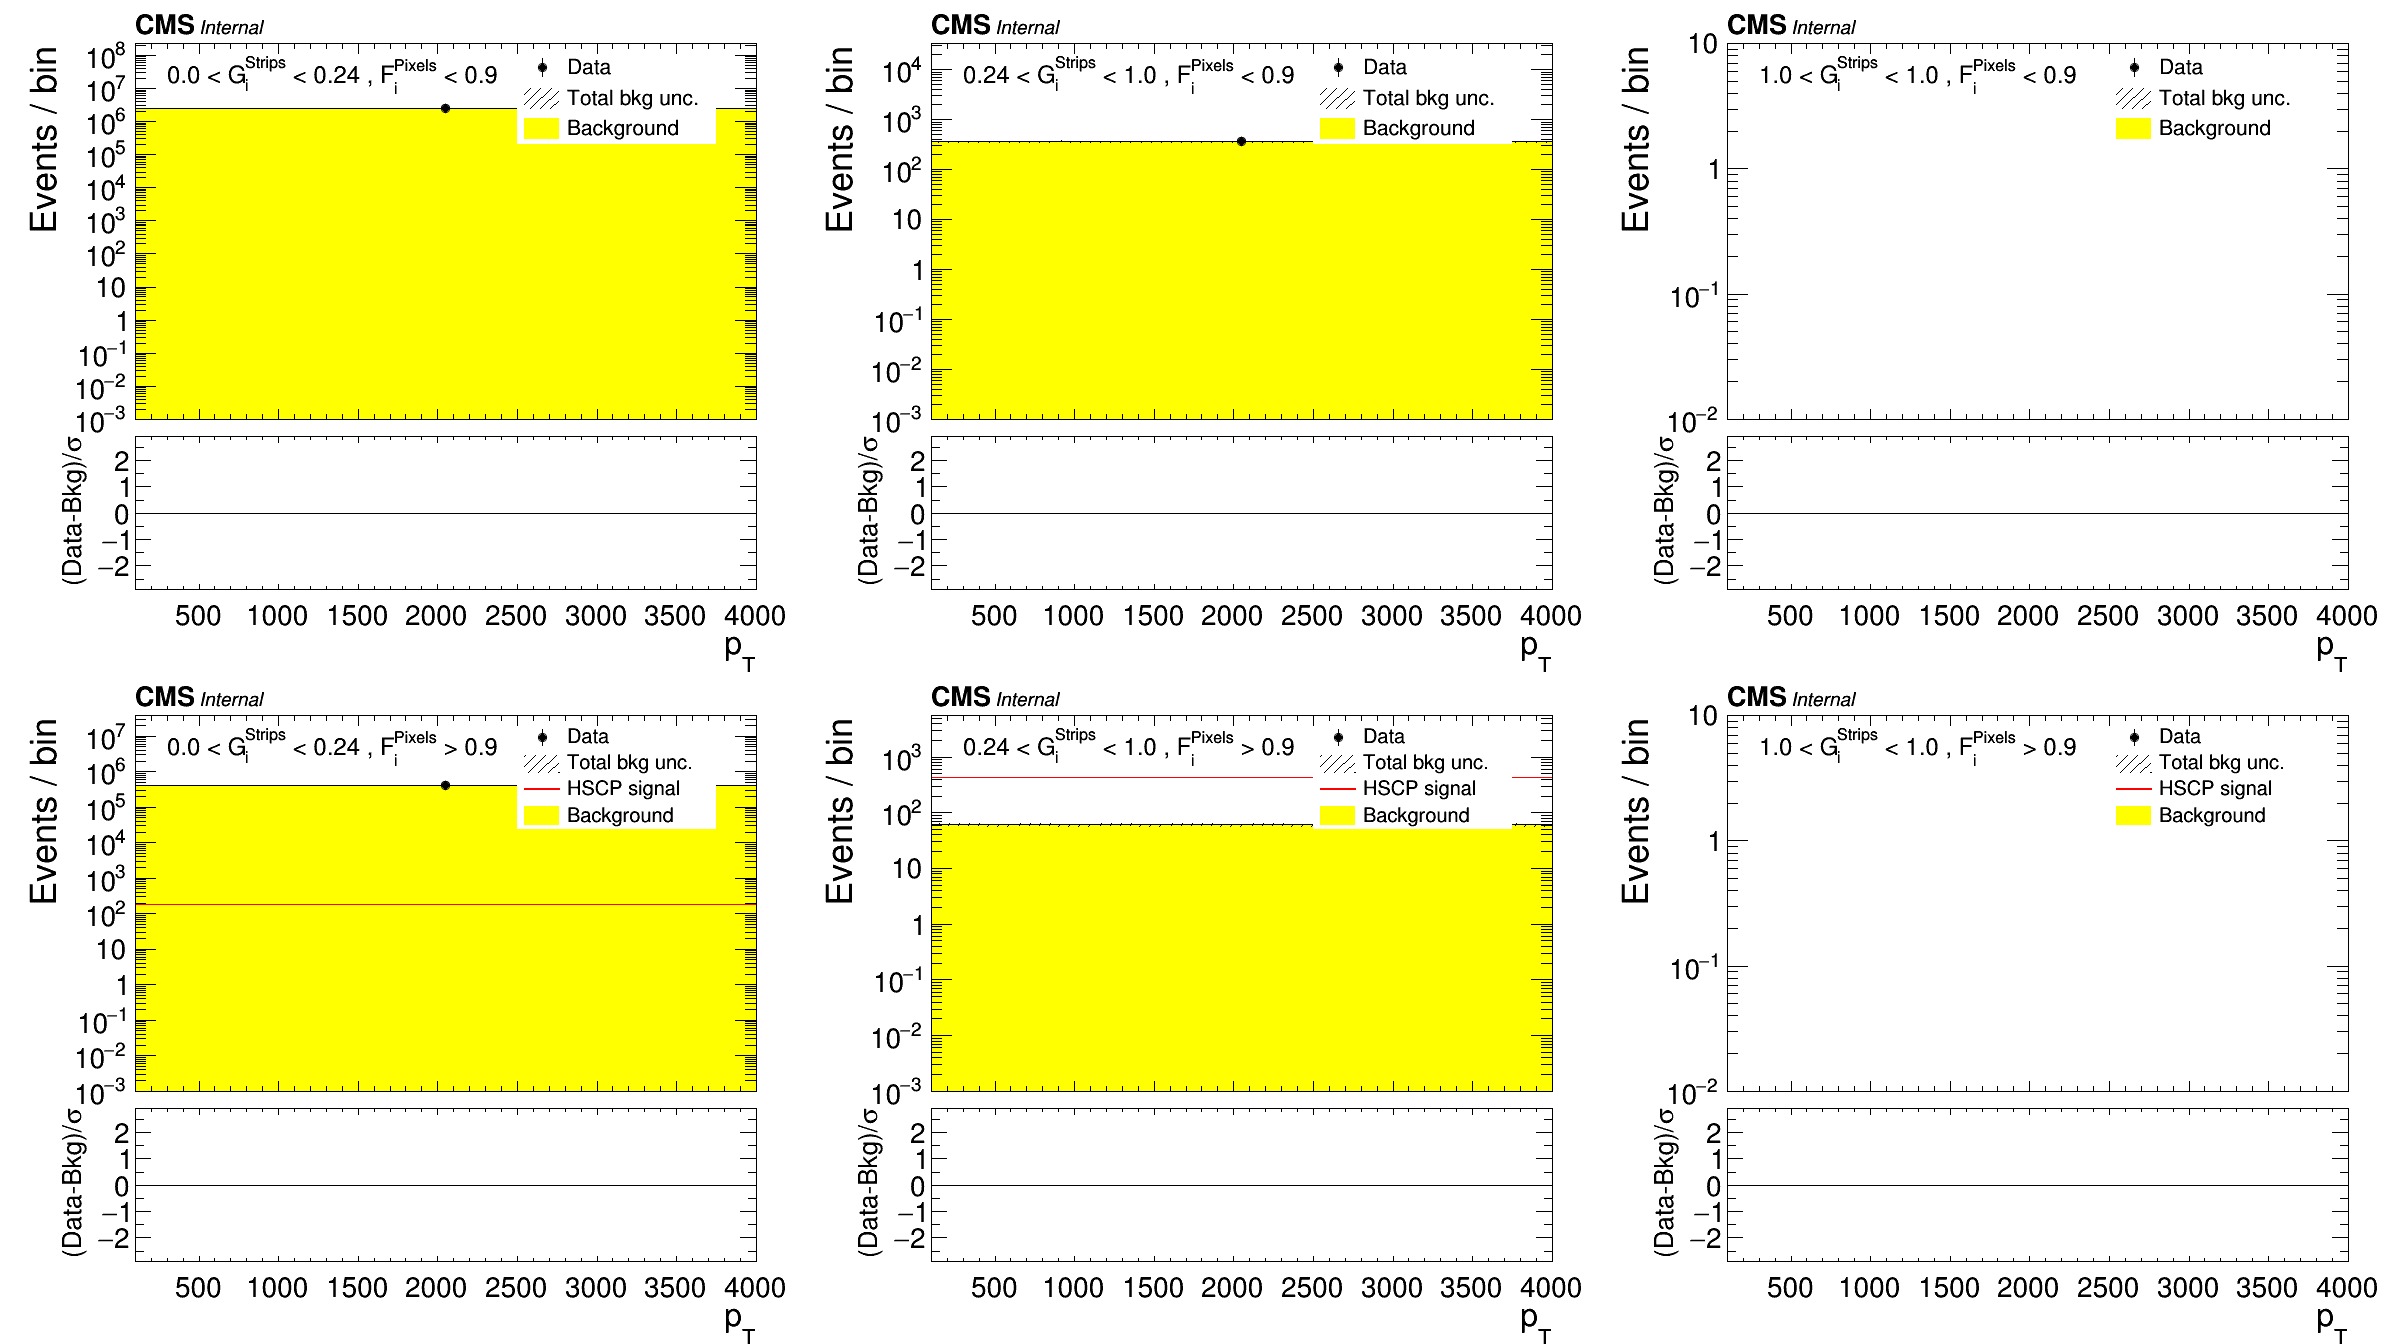 CMS Internal
Events / bin
10^8
10^7
10^6
10^5
10^4
10^3
10^2
10
1
10^−1
10^−2
10^−3
0.0 < G_i^Strips < 0.24 , F_i^Pixels < 0.9
Data
Total bkg unc.
Background
(Data-Bkg)/σ
2
1
0
−1
−2
500 1000 1500 2000 2500 3000 3500 4000
p_T
CMS Internal
Events / bin
10^4
10^3
10^2
10
1
10^−1
10^−2
10^−3
0.24 < G_i^Strips < 1.0 , F_i^Pixels < 0.9
Data
Total bkg unc.
Background
(Data-Bkg)/σ
2
1
0
−1
−2
500 1000 1500 2000 2500 3000 3500 4000
p_T
CMS Internal
Events / bin
10
1
10^−1
10^−2
1.0 < G_i^Strips < 1.0 , F_i^Pixels < 0.9
Data
Total bkg unc.
Background
(Data-Bkg)/σ
2
1
0
−1
−2
500 1000 1500 2000 2500 3000 3500 4000
p_T
CMS Internal
Events / bin
10^7
10^6
10^5
10^4
10^3
10^2
10
1
10^−1
10^−2
10^−3
0.0 < G_i^Strips < 0.24 , F_i^Pixels > 0.9
Data
Total bkg unc.
HSCP signal
Background
(Data-Bkg)/σ
2
1
0
−1
−2
500 1000 1500 2000 2500 3000 3500 4000
p_T
CMS Internal
Events / bin
10^3
10^2
10
1
10^−1
10^−2
10^−3
0.24 < G_i^Strips < 1.0 , F_i^Pixels > 0.9
Data
Total bkg unc.
HSCP signal
Background
(Data-Bkg)/σ
2
1
0
−1
−2
500 1000 1500 2000 2500 3000 3500 4000
p_T
CMS Internal
Events / bin
10
1
10^−1
10^−2
1.0 < G_i^Strips < 1.0 , F_i^Pixels > 0.9
Data
Total bkg unc.
HSCP signal
Background
(Data-Bkg)/σ
2
1
0
−1
−2
500 1000 1500 2000 2500 3000 3500 4000
p_T